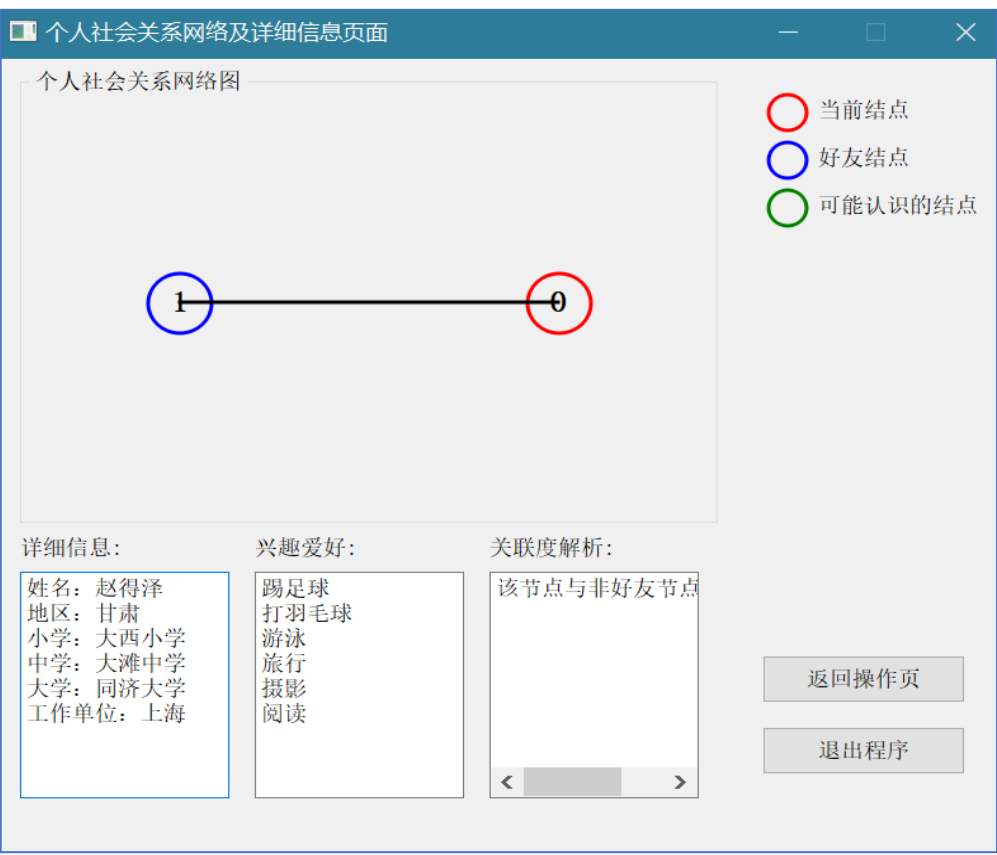 个人社会关系网络及详细信息页面
个人社会关系网络图
当前结点
好友结点
可能认识的结点
1
0
详细信息:
兴趣爱好:
关联度解析:
姓名: 赵得泽
地区: 甘肃
小学: 大西小学
中学: 大滩中学
大学: 同济大学
工作单位: 上海
踢足球
打羽毛球
游泳
旅行
摄影
阅读
该节点与非好友节点
返回操作页
退出程序